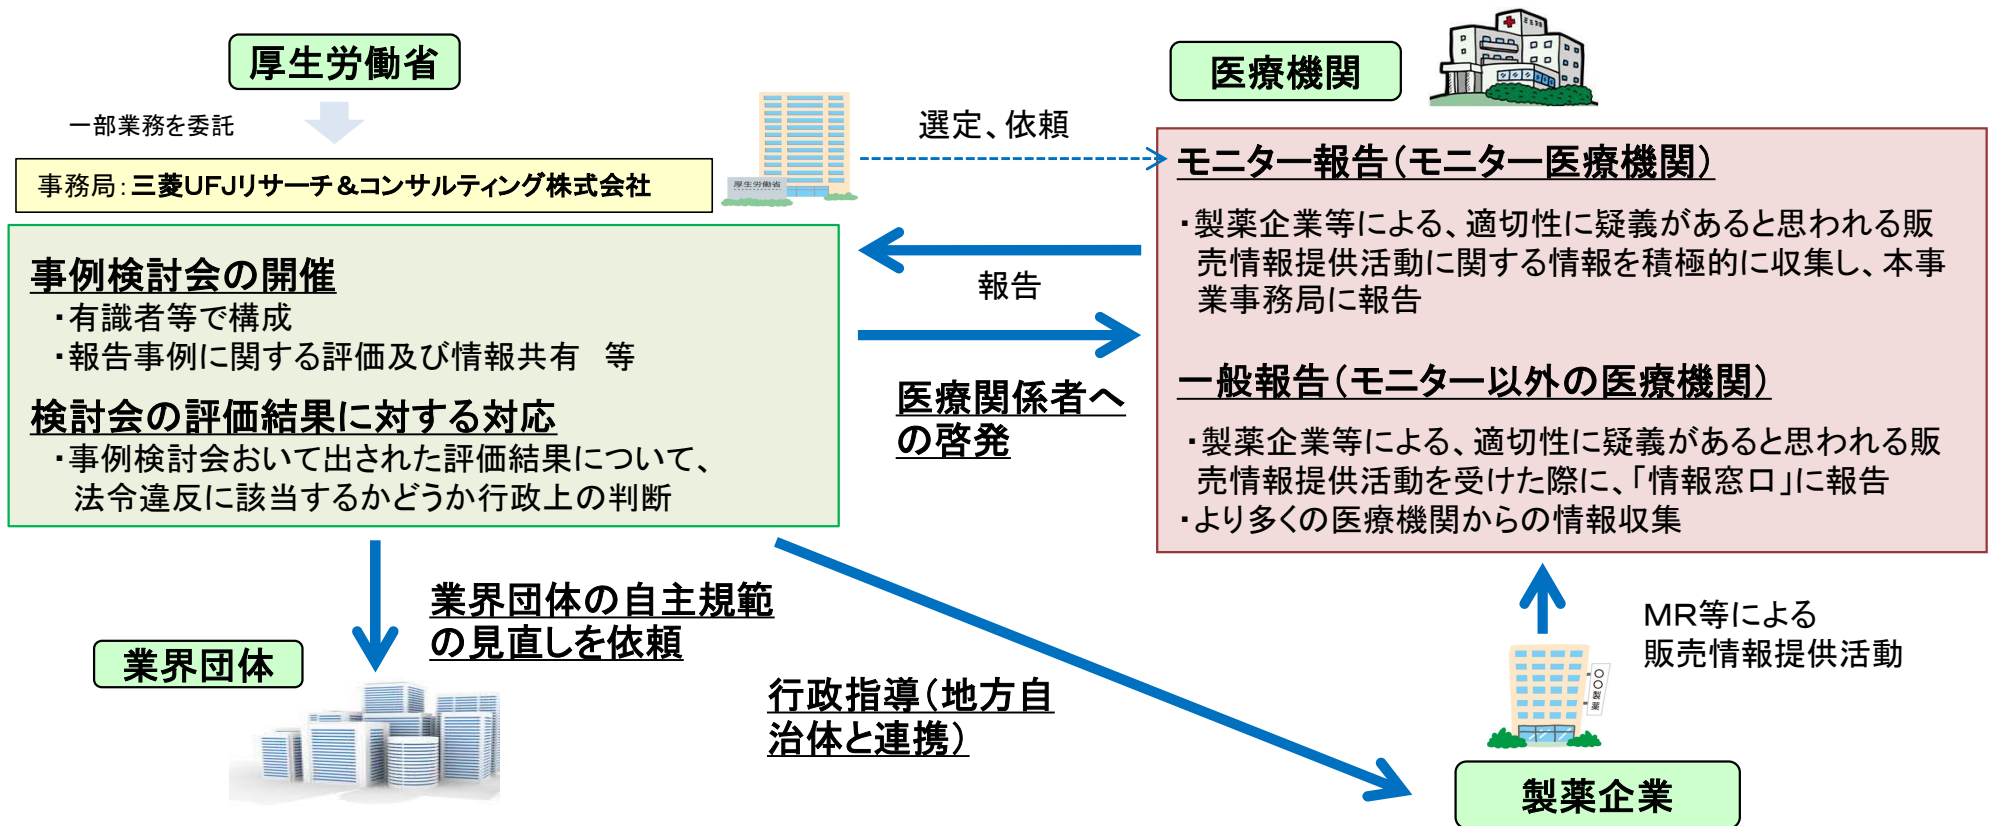 厚生労働省
一部業務を委託
事務局：三菱UFJリサーチ＆コンサルティング株式会社
厚生労働省
選定、依頼
事例検討会の開催
・有識者等で構成
・報告事例に関する評価及び情報共有　等
検討会の評価結果に対する対応
・事例検討会おいて出された評価結果について、
法令違反に該当するかどうか行政上の判断
報告
医療関係者へ
の啓発
医療機関
モニター報告（モニター医療機関）
・製薬企業等による、適切性に疑義があると思われる販
売情報提供活動に関する情報を積極的に収集し、本事
業事務局に報告
一般報告（モニター以外の医療機関）
・製薬企業等による、適切性に疑義があると思われる販
売情報提供活動を受けた際に、「情報窓口」に報告
・より多くの医療機関からの情報収集
業界団体の自主規範
の見直しを依頼
業界団体
行政指導（地方自
治体と連携）
MR等による
販売情報提供活動
〇〇製薬
製薬企業